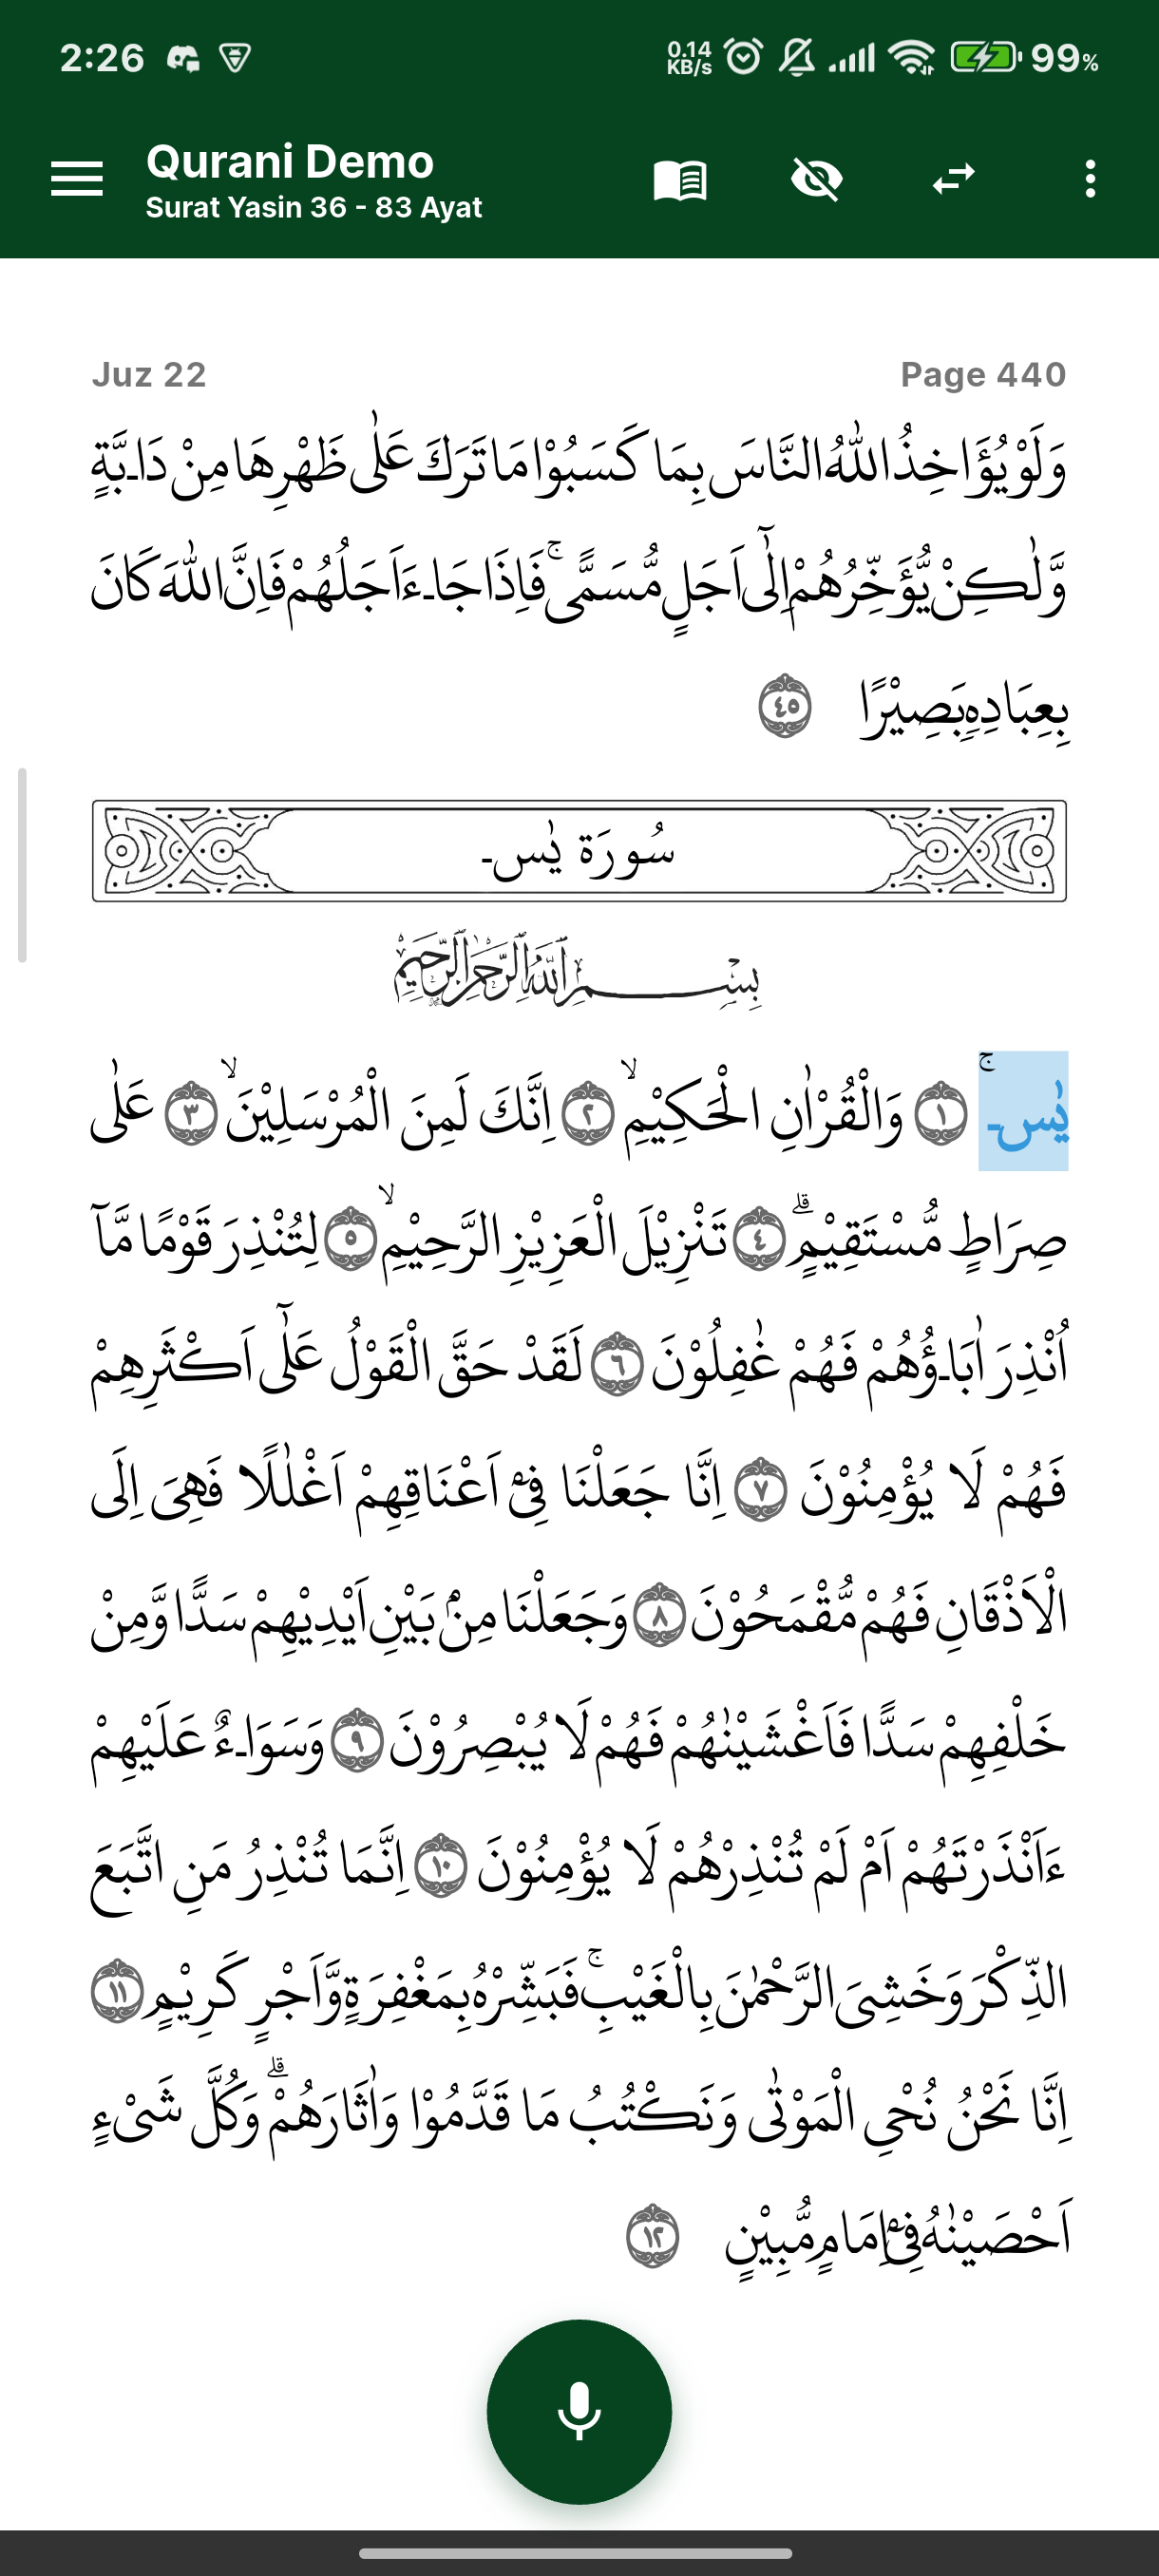 2:26 0.14 KB/s 99%
Qurani Demo
Surat Yasin 36 - 83 Ayat
Juz 22 Page 440
وَلَوْ يُؤَاخِذُ اللّٰهُ النَّاسَ بِمَا كَسَبُوْا مَا تَرَكَ عَلٰى ظَهْرِهَا مِنْ دَاۤبَّةٍ
وَّلٰكِنْ يُّؤَخِّرُهُمْ اِلٰٓى اَجَلٍ مُّسَمًّىۚ فَاِذَا جَاۤءَ اَجَلُهُمْ فَاِنَّ اللّٰهَ كَانَ
بِعِبَادِهٖ بَصِيْرًا ٤٥
سُورَة يٰسۤ
بِسْمِ اللّٰهِ الرَّحْمٰنِ الرَّحِيْمِ
يٰسۤۚ ١ وَالْقُرْاٰنِ الْحَكِيْمِۙ ٢ اِنَّكَ لَمِنَ الْمُرْسَلِيْنَۙ ٣ عَلٰى
صِرَاطٍ مُّسْتَقِيْمٍۗ ٤ تَنْزِيْلَ الْعَزِيْزِ الرَّحِيْمِۙ ٥ لِتُنْذِرَ قَوْمًا مَّآ
اُنْذِرَ اٰبَاۤؤُهُمْ فَهُمْ غٰفِلُوْنَ ٦ لَقَدْ حَقَّ الْقَوْلُ عَلٰٓى اَكْثَرِهِمْ
فَهُمْ لَا يُؤْمِنُوْنَ ٧ اِنَّا جَعَلْنَا فِيْٓ اَعْنَاقِهِمْ اَغْلٰلًا فَهِيَ اِلَى
الْاَذْقَانِ فَهُمْ مُّقْمَحُوْنَ ٨ وَجَعَلْنَا مِنْۢ بَيْنِ اَيْدِيْهِمْ سَدًّا وَّمِنْ
خَلْفِهِمْ سَدًّا فَاَغْشَيْنٰهُمْ فَهُمْ لَا يُبْصِرُوْنَ ٩ وَسَوَاۤءٌ عَلَيْهِمْ
ءَاَنْذَرْتَهُمْ اَمْ لَمْ تُنْذِرْهُمْ لَا يُؤْمِنُوْنَ ١٠ اِنَّمَا تُنْذِرُ مَنِ اتَّبَعَ
الذِّكْرَ وَخَشِيَ الرَّحْمٰنَ بِالْغَيْبِۚ فَبَشِّرْهُ بِمَغْفِرَةٍ وَّاَجْرٍ كَرِيْمٍ ١١
اِنَّا نَحْنُ نُحْيِ الْمَوْتٰى وَنَكْتُبُ مَا قَدَّمُوْا وَاٰثَارَهُمْۗ وَكُلَّ شَيْءٍ
اَحْصَيْنٰهُ فِيْٓ اِمَامٍ مُّبِيْنٍ ١٢